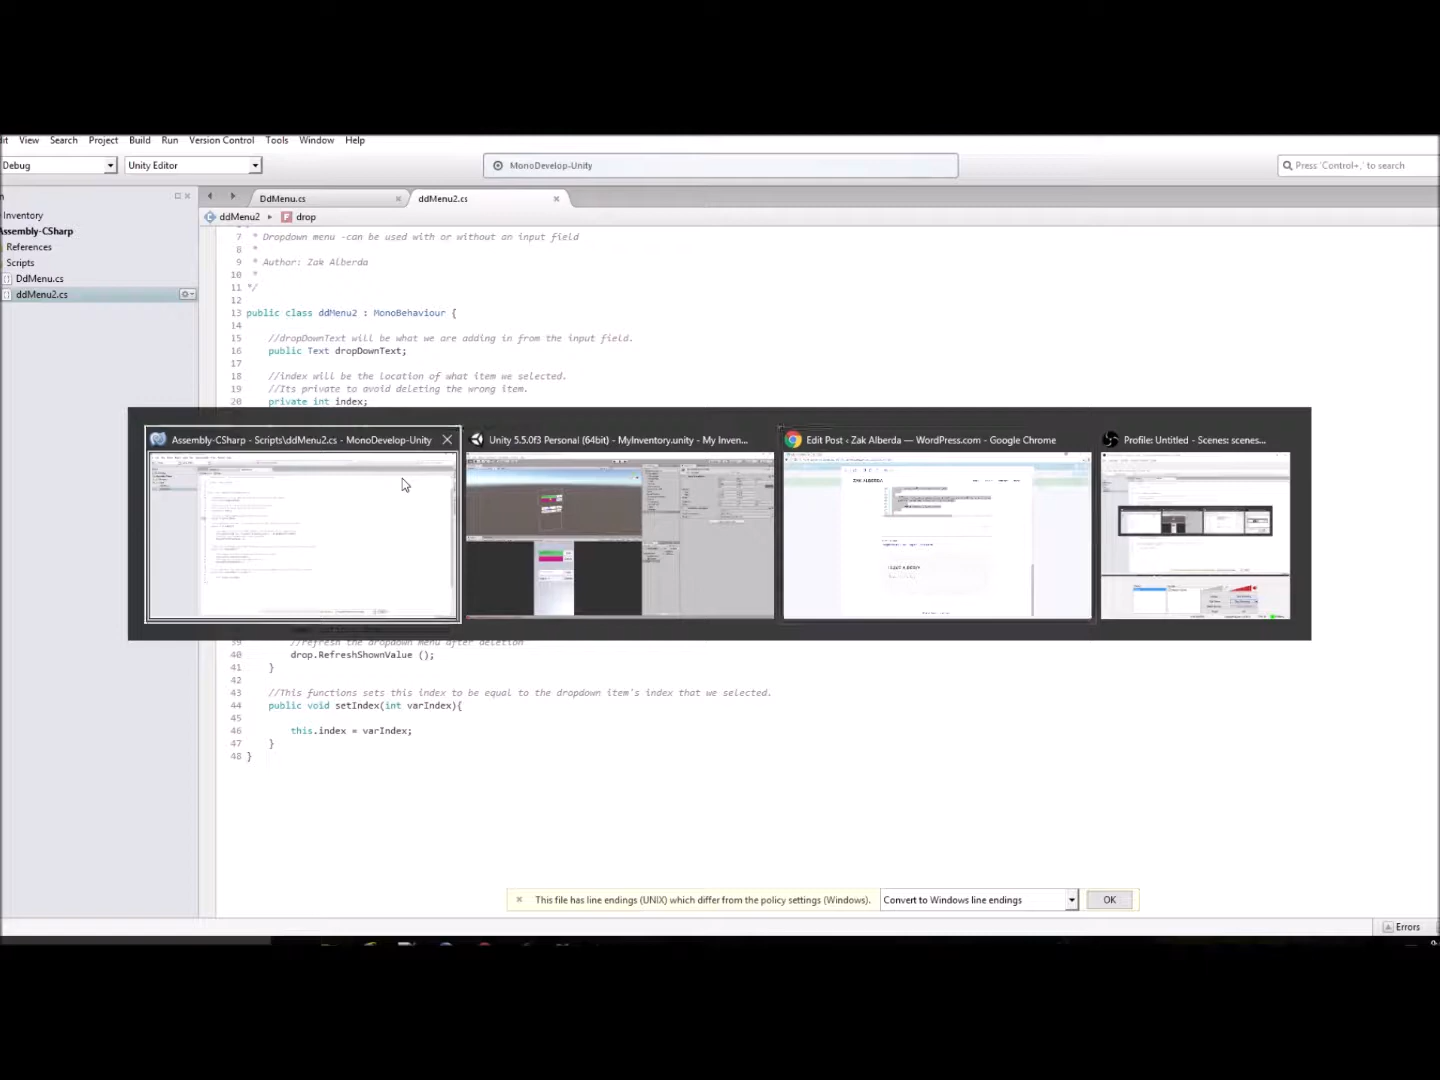 View Search Project Build Run Version Control Tools Window Help
Debug Unity Editor MonoDevelop-Unity Press 'Control+,' to search
DdMenu.cs ddMenu2.cs
ddMenu2 drop
Inventory
Assembly-CSharp
References
Scripts
DdMenu.cs
ddMenu2.cs
7 * Dropdown menu -can be used with or without an input field
8 *
9 * Author: Zak Alberda
10 *
11 */
12
13 public class ddMenu2 : MonoBehaviour {
14
15 //dropDownText will be what we are adding in from the input field.
16 public Text dropDownText;
17
18 //index will be the location of what item we selected.
19 //Its private to avoid deleting the wrong item.
20 private int index;
Assembly-CSharp - Scripts\ddMenu2.cs - MonoDevelop-Unity
Unity 5.5.0f3 Personal (64bit) - MyInventory.unity - My Inven...
Edit Post ‹ Zak Alberda — WordPress.com - Google Chrome
Profile: Untitled - Scenes: scenes...
ZAK ALBERDA
39 //refresh the dropdown menu after deletion
40 drop.RefreshShownValue ();
41 }
42
43 //This functions sets this index to be equal to the dropdown item's index that we selected.
44 public void setIndex(int varIndex){
45
46 this.index = varIndex;
47 }
48 }
This file has line endings (UNIX) which differ from the policy settings (Windows). Convert to Windows line endings OK
Errors